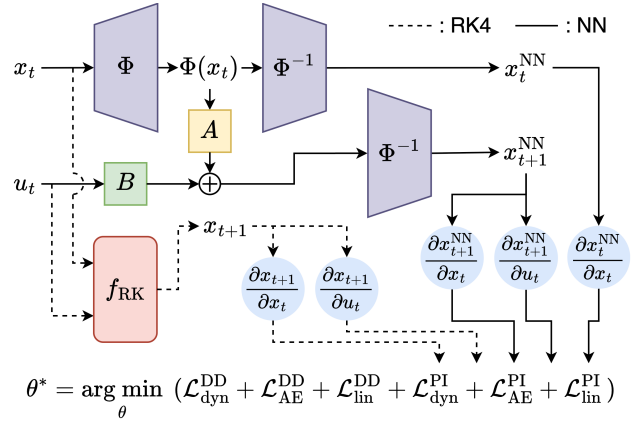 - - - : RK4 —— : NN
x_t Φ Φ(x_t) Φ^{-1} x_t^{NN}
A
Φ^{-1} x_{t+1}^{NN}
u_t B +
x_{t+1}
f_{RK}
∂x_{t+1}/∂x_t ∂x_{t+1}/∂u_t ∂x_{t+1}^{NN}/∂x_t ∂x_{t+1}^{NN}/∂u_t ∂x_t^{NN}/∂x_t
θ* = arg min_θ (ℒ_{dyn}^{DD} + ℒ_{AE}^{DD} + ℒ_{lin}^{DD} + ℒ_{dyn}^{PI} + ℒ_{AE}^{PI} + ℒ_{lin}^{PI})